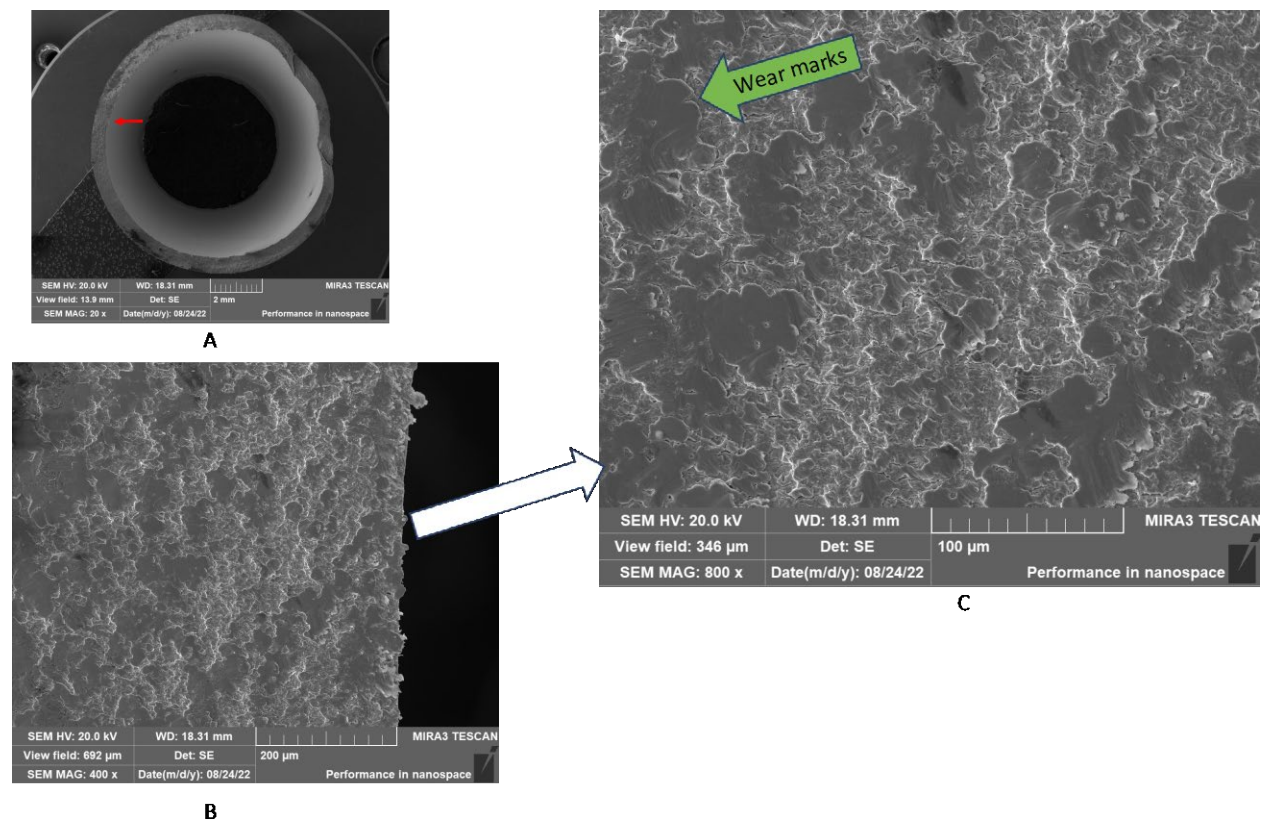 SEM HV: 20.0 kV WD: 18.31 mm MIRA3 TESCAN
View field: 13.9 mm Det: SE 2 mm
SEM MAG: 20 x Date(m/d/y): 08/24/22 Performance in nanospace
A
SEM HV: 20.0 kV WD: 18.31 mm MIRA3 TESCAN
View field: 692 µm Det: SE 200 µm
SEM MAG: 400 x Date(m/d/y): 08/24/22 Performance in nanospace
B
Wear marks
SEM HV: 20.0 kV WD: 18.31 mm MIRA3 TESCAN
View field: 346 µm Det: SE 100 µm
SEM MAG: 800 x Date(m/d/y): 08/24/22 Performance in nanospace
C